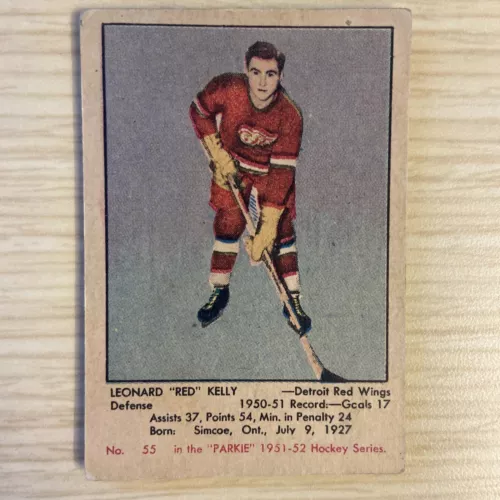 LEONARD "RED" KELLY —Detroit Red Wings
Defense 1950-51 Record:—Goals 17
Assists 37, Points 54, Min. in Penalty 24
Born: Simcoe, Ont., July 9, 1927
No. 55 in the "PARKIE" 1951-52 Hockey Series.